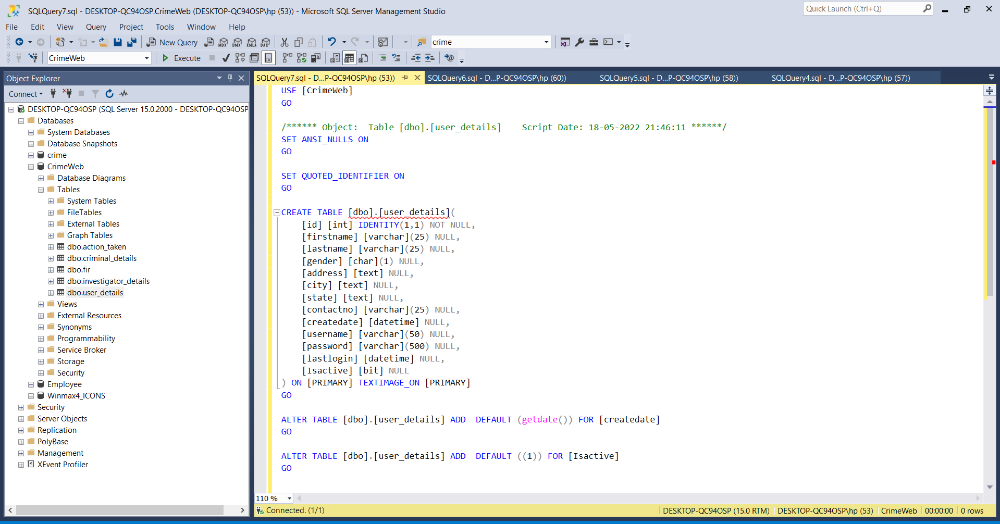 SQLQuery7.sql - DESKTOP-QC94OSP.CrimeWeb (DESKTOP-QC94OSP\hp (53)) - Microsoft SQL Server Management Studio
Quick Launch (Ctrl+Q)
File Edit View Query Project Tools Window Help
New Query MDX DMX XMLA DAX crime
CrimeWeb Execute
Object Explorer
Connect
DESKTOP-QC94OSP (SQL Server 15.0.2000 - DESKTOP-QC94OSP
Databases
System Databases
Database Snapshots
crime
CrimeWeb
Database Diagrams
Tables
System Tables
FileTables
External Tables
Graph Tables
dbo.action_taken
dbo.criminal_details
dbo.fir
dbo.investigator_details
dbo.user_details
Views
External Resources
Synonyms
Programmability
Service Broker
Storage
Security
Employee
Winmax4_ICONS
Security
Server Objects
Replication
PolyBase
Management
XEvent Profiler
SQLQuery7.sql - D...P-QC94OSP\hp (53)) SQLQuery6.sql - D...P-QC94OSP\hp (60)) SQLQuery5.sql - D...P-QC94OSP\hp (58)) SQLQuery4.sql - D...P-QC94OSP\hp (57))
USE [CrimeWeb]
GO
/****** Object:  Table [dbo].[user_details]    Script Date: 18-05-2022 21:46:11 ******/
SET ANSI_NULLS ON
GO
SET QUOTED_IDENTIFIER ON
GO
CREATE TABLE [dbo].[user_details](
[id] [int] IDENTITY(1,1) NOT NULL,
[firstname] [varchar](25) NULL,
[lastname] [varchar](25) NULL,
[gender] [char](1) NULL,
[address] [text] NULL,
[city] [text] NULL,
[state] [text] NULL,
[contactno] [varchar](25) NULL,
[createdate] [datetime] NULL,
[username] [varchar](50) NULL,
[password] [varchar](500) NULL,
[lastlogin] [datetime] NULL,
[Isactive] [bit] NULL
) ON [PRIMARY] TEXTIMAGE_ON [PRIMARY]
GO
ALTER TABLE [dbo].[user_details] ADD  DEFAULT (getdate()) FOR [createdate]
GO
ALTER TABLE [dbo].[user_details] ADD  DEFAULT ((1)) FOR [Isactive]
GO
110 %
Connected. (1/1) DESKTOP-QC94OSP (15.0 RTM) DESKTOP-QC94OSP\hp (53) CrimeWeb 00:00:00 0 rows